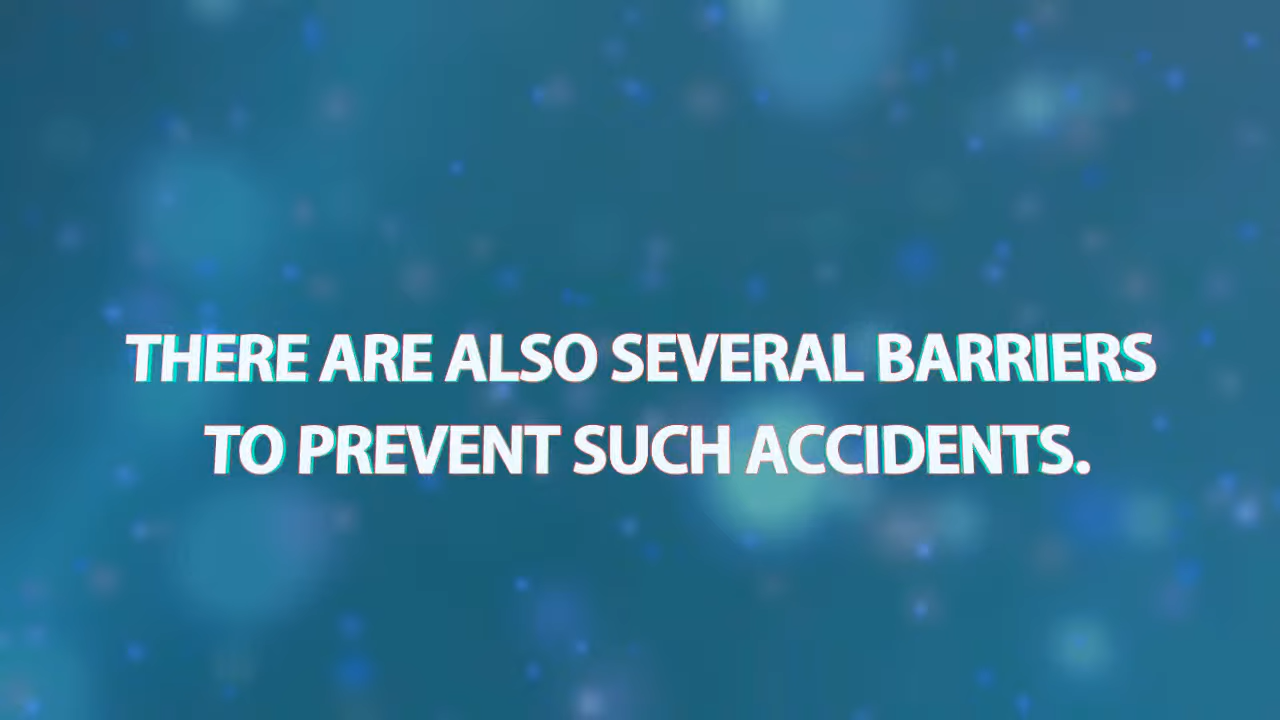 THERE ARE ALSO SEVERAL BARRIERS
TO PREVENT SUCH ACCIDENTS.